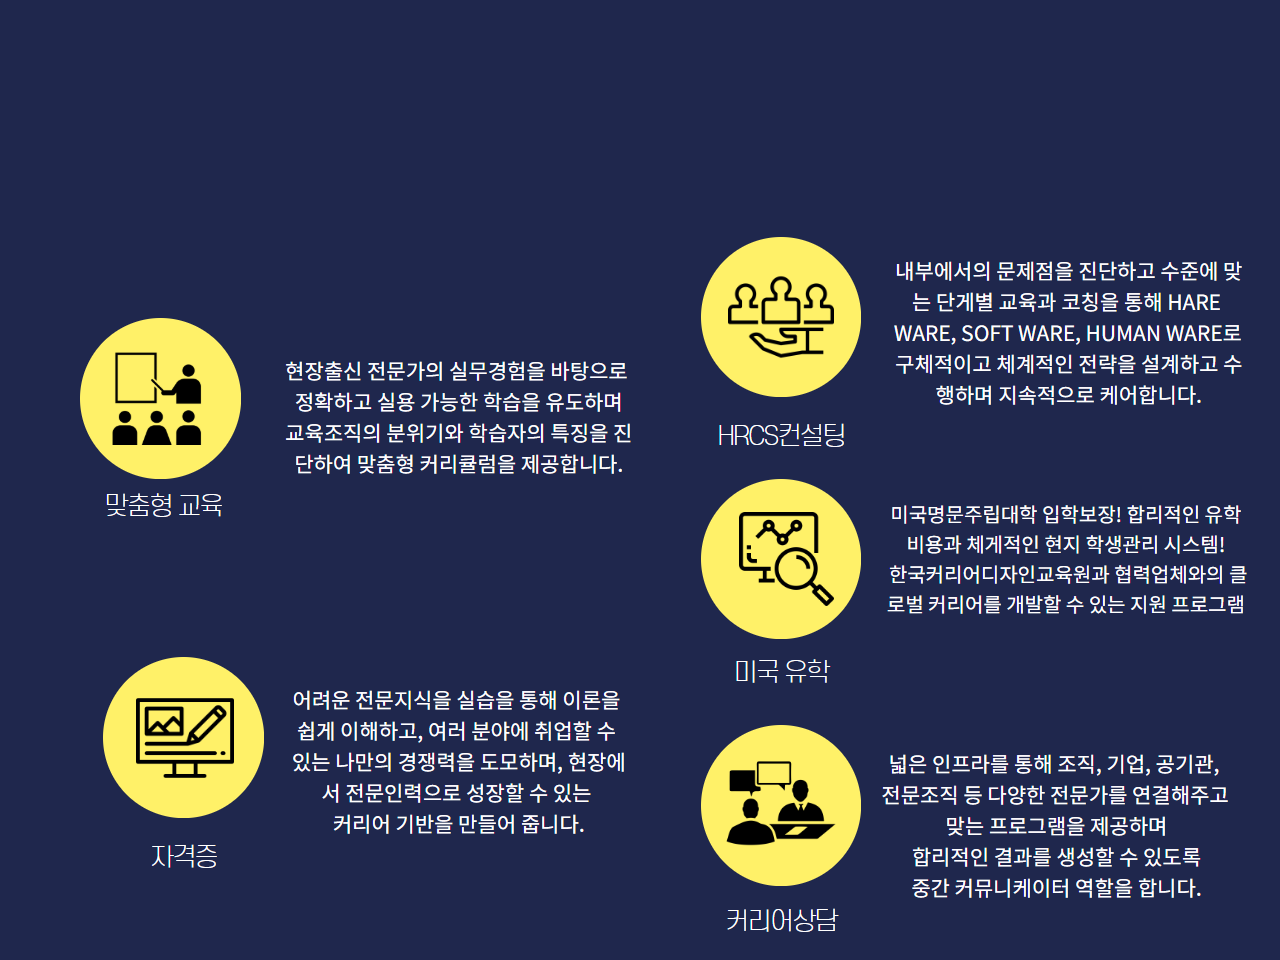 현장출신 전문가의 실무경험을 바탕으로
정확하고 실용 가능한 학습을 유도하며
교육조직의 분위기와 학습자의 특징을 진
단하여 맞춤형 커리큘럼을 제공합니다.
맞춤형 교육
어려운 전문지식을 실습을 통해 이론을
쉽게 이해하고, 여러 분야에 취업할 수
있는 나만의 경쟁력을 도모하며, 현장에
서 전문인력으로 성장할 수 있는
커리어 기반을 만들어 줍니다.
자격증
내부에서의 문제점을 진단하고 수준에 맞
는 단게별 교육과 코칭을 통해 HARE
WARE, SOFT WARE, HUMAN WARE로
구체적이고 체계적인 전략을 설계하고 수
행하며 지속적으로 케어합니다.
HRCS컨설팅
미국명문주립대학 입학보장! 합리적인 유학
비용과 체게적인 현지 학생관리 시스템!
한국커리어디자인교육원과 협력업체와의 클
로벌 커리어를 개발할 수 있는 지원 프로그램
미국 유학
넓은 인프라를 통해 조직, 기업, 공기관,
전문조직 등 다양한 전문가를 연결해주고
맞는 프로그램을 제공하며
합리적인 결과를 생성할 수 있도록
중간 커뮤니케이터 역할을 합니다.
커리어상담